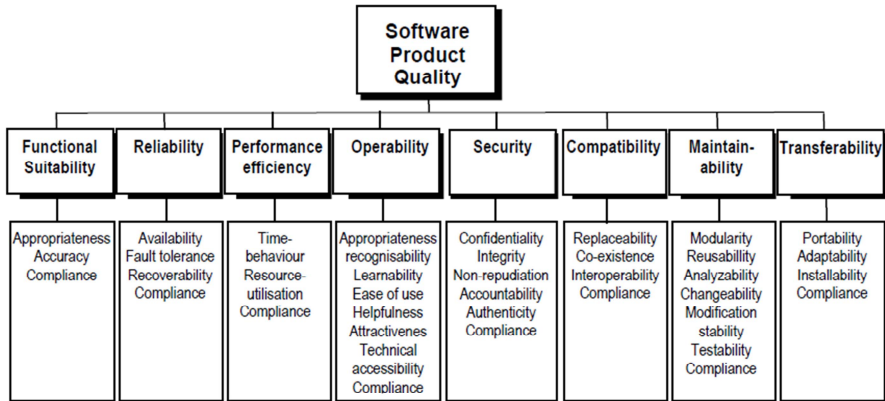 Software
Product
Quality
Functional
Suitability
Reliability
Performance
efficiency
Operability
Security
Compatibility
Maintain-
ability
Transferability
Appropriateness
Accuracy
Compliance
Availability
Fault tolerance
Recoverability
Compliance
Time-
behaviour
Resource-
utilisation
Compliance
Appropriateness
recognisability
Learnability
Ease of use
Helpfulness
Attractivenes
Technical
accessibility
Compliance
Confidentiality
Integrity
Non-repudiation
Accountability
Authenticity
Compliance
Replaceability
Co-existence
Interoperability
Compliance
Modularity
Reusability
Analyzability
Changeability
Modification
stability
Testability
Compliance
Portability
Adaptability
Installability
Compliance